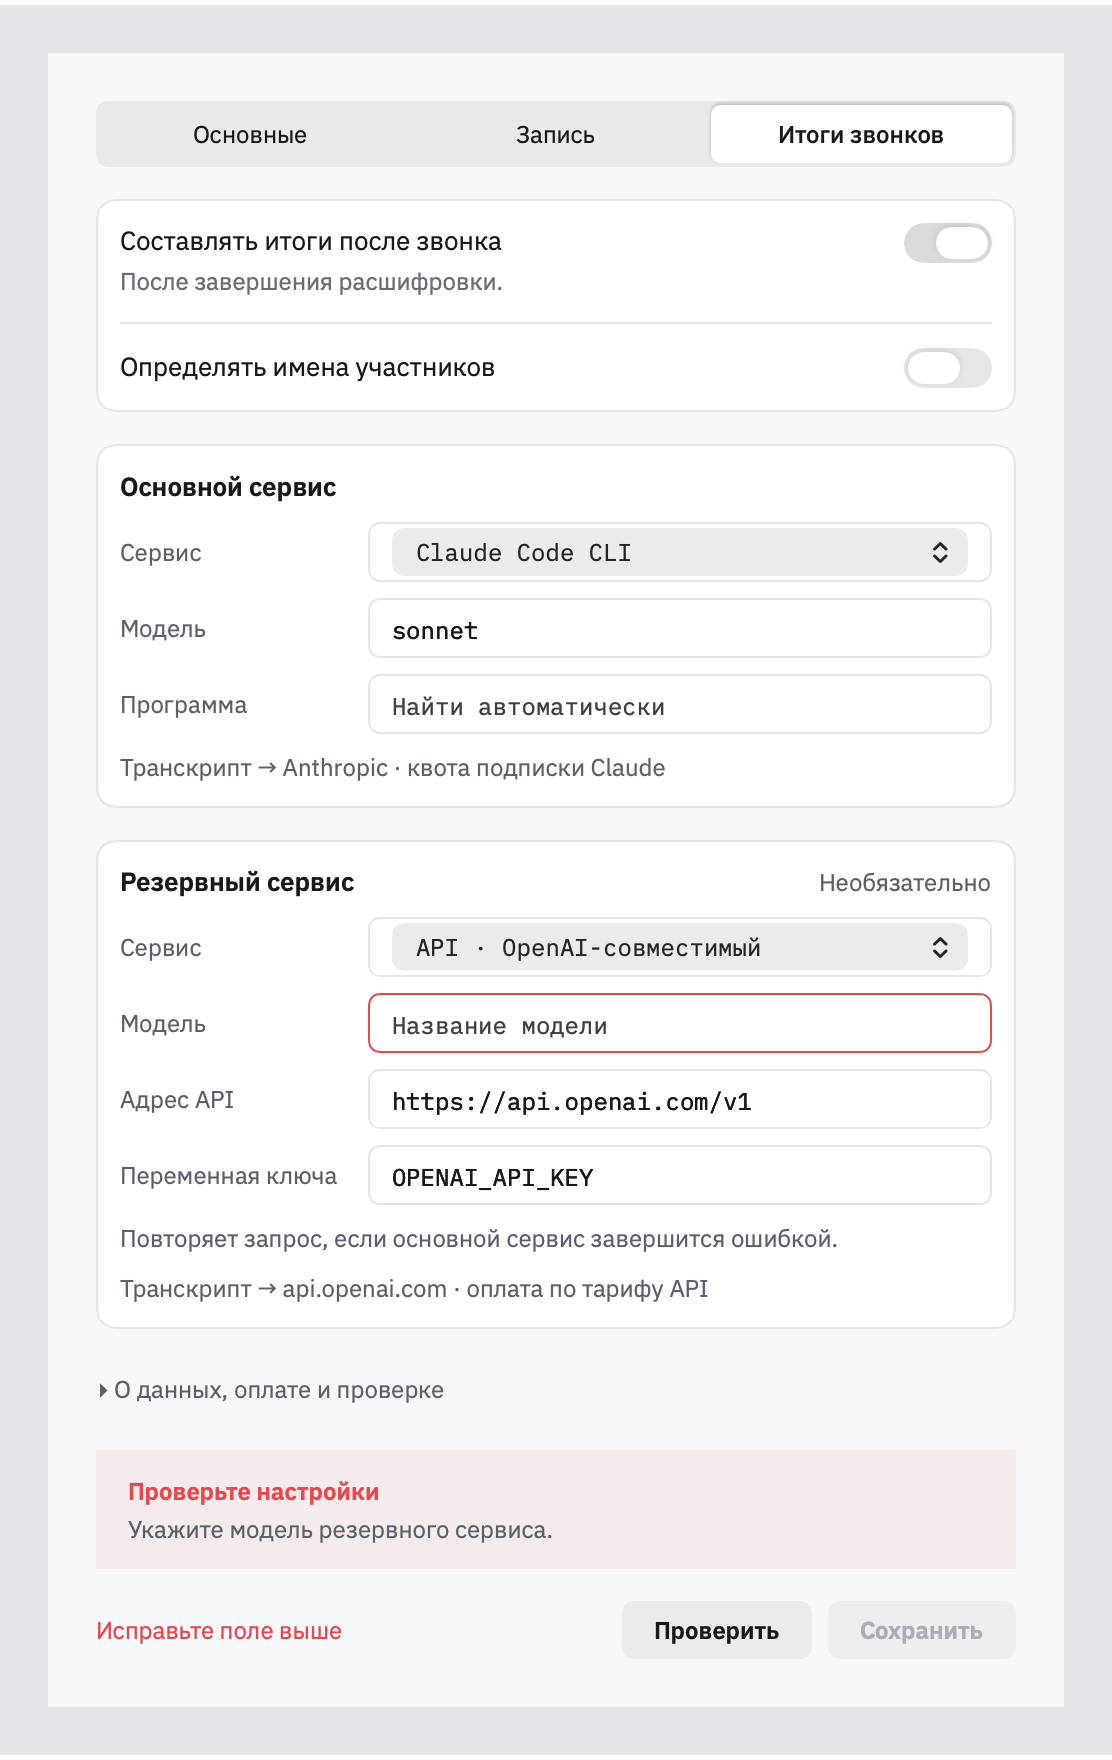 Основные
Запись
Итоги звонков
Составлять итоги после звонка
После завершения расшифровки.
Определять имена участников
Основной сервис
Сервис
Claude Code CLI
Модель
sonnet
Программа
Найти автоматически
Транскрипт → Anthropic · квота подписки Claude
Резервный сервис
Необязательно
Сервис
API · OpenAI-совместимый
Модель
Название модели
Адрес API
https://api.openai.com/v1
Переменная ключа
OPENAI_API_KEY
Повторяет запрос, если основной сервис завершится ошибкой.
Транскрипт → api.openai.com · оплата по тарифу API
О данных, оплате и проверке
Проверьте настройки
Укажите модель резервного сервиса.
Исправьте поле выше
Проверить
Сохранить